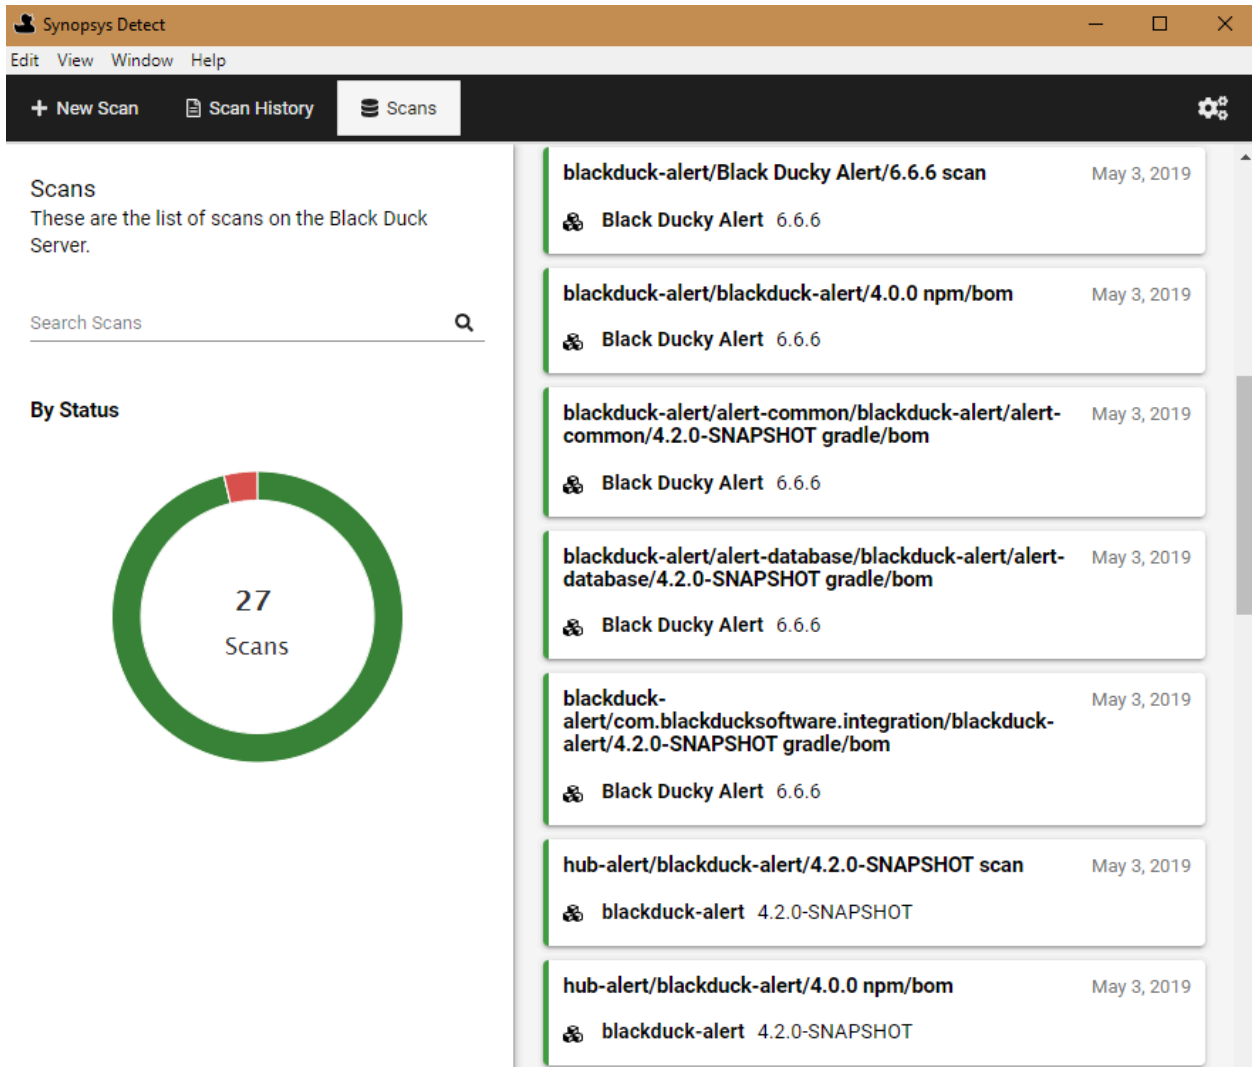 Synopsys Detect
Edit View Window Help
New Scan Scan History Scans
Scans
These are the list of scans on the Black Duck
Server.
Search Scans
By Status
27
Scans
blackduck-alert/Black Ducky Alert/6.6.6 scan May 3, 2019
Black Ducky Alert 6.6.6
blackduck-alert/blackduck-alert/4.0.0 npm/bom May 3, 2019
Black Ducky Alert 6.6.6
blackduck-alert/alert-common/blackduck-alert/alert- May 3, 2019
common/4.2.0-SNAPSHOT gradle/bom
Black Ducky Alert 6.6.6
blackduck-alert/alert-database/blackduck-alert/alert- May 3, 2019
database/4.2.0-SNAPSHOT gradle/bom
Black Ducky Alert 6.6.6
blackduck- May 3, 2019
alert/com.blackducksoftware.integration/blackduck-
alert/4.2.0-SNAPSHOT gradle/bom
Black Ducky Alert 6.6.6
hub-alert/blackduck-alert/4.2.0-SNAPSHOT scan May 3, 2019
blackduck-alert 4.2.0-SNAPSHOT
hub-alert/blackduck-alert/4.0.0 npm/bom May 3, 2019
blackduck-alert 4.2.0-SNAPSHOT